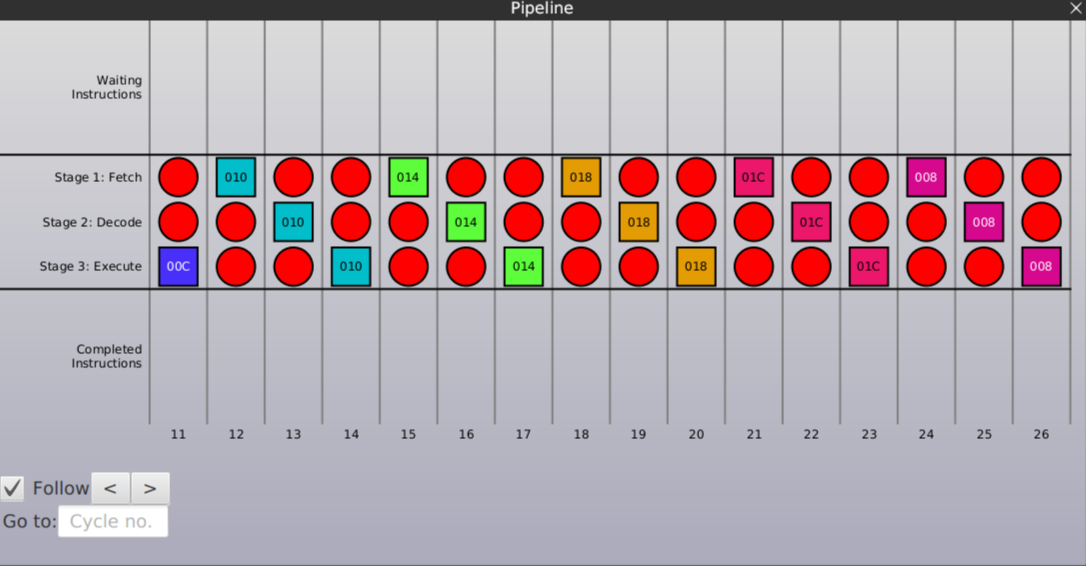 Pipeline
Waiting
Instructions
Stage 1: Fetch 010 014 018 01C 008
Stage 2: Decode 010 014 018 01C 008
Stage 3: Execute 00C 010 014 018 01C 008
Completed
Instructions
11 12 13 14 15 16 17 18 19 20 21 22 23 24 25 26
Follow < >
Go to: Cycle no.